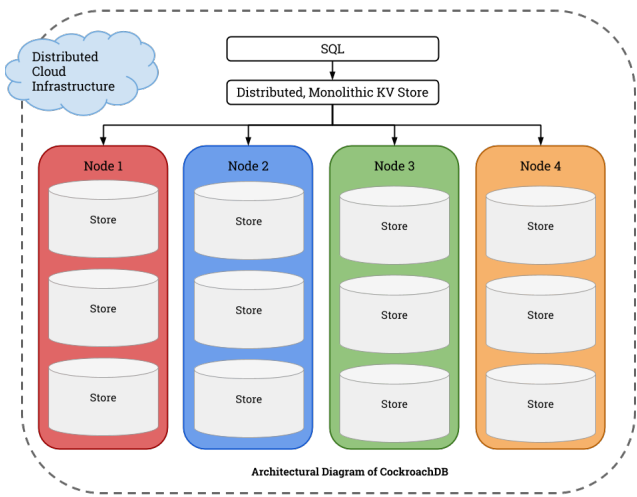 Distributed
Cloud
Infrastructure
SQL
Distributed, Monolithic KV Store
Node 1
Node 2
Node 3
Node 4
Store
Store
Store
Store
Store
Store
Store
Store
Store
Store
Store
Store
Architectural Diagram of CockroachDB